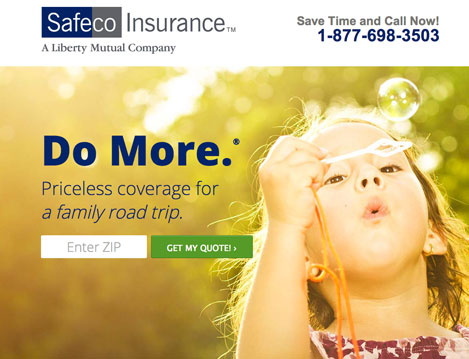 Safeco Insurance™
A Liberty Mutual Company
Save Time and Call Now!
1-877-698-3503
Do More.®
Priceless coverage for
a family road trip.
Enter ZIP
GET MY QUOTE! ›